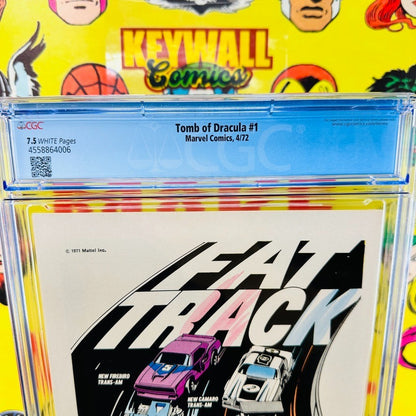 KEYWALL
Comics
CGC
Tomb of Dracula #1
Marvel Comics, 4/72
7.5 WHITE Pages
4558864006
© 1971 Mattel Inc.
FAT
TRACK
NEW FIREBIRD
TRANS-AM
NEW CAMARO
TRANS-AM